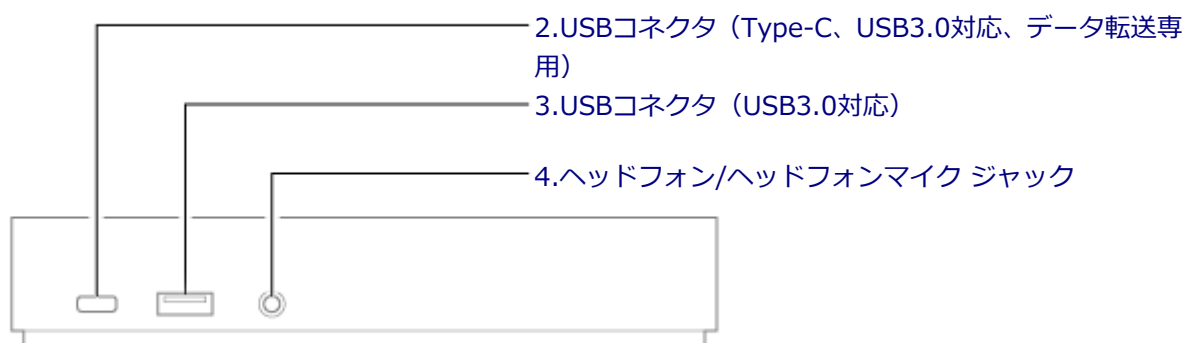 2.USBコネクタ（Type-C、USB3.0対応、データ転送専
用）
3.USBコネクタ（USB3.0対応）
4.ヘッドフォン/ヘッドフォンマイク ジャック